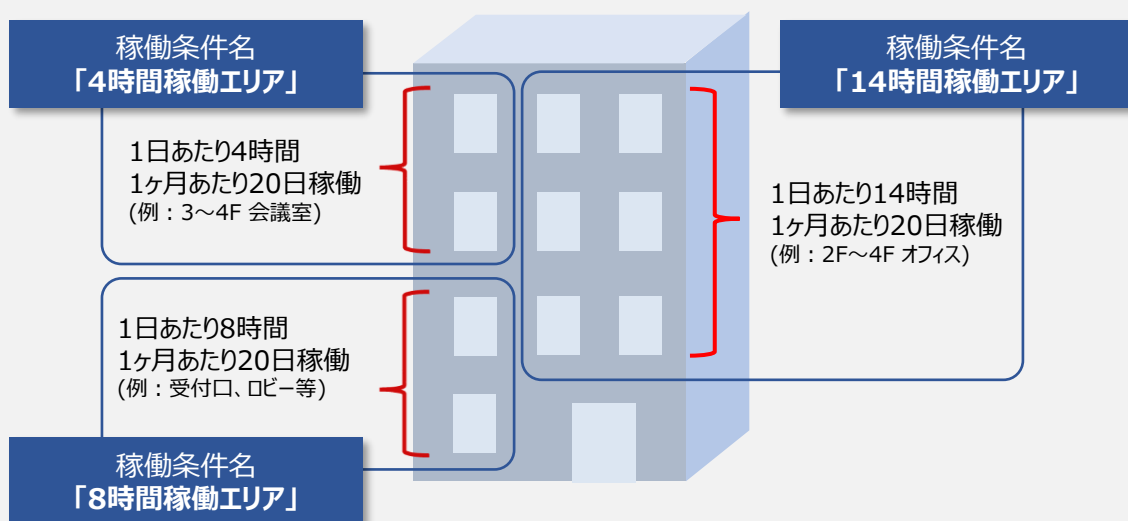 稼働条件名
「4時間稼働エリア」
1日あたり4時間
1ヶ月あたり20日稼働
(例：3～4F 会議室)
稼働条件名
「14時間稼働エリア」
1日あたり14時間
1ヶ月あたり20日稼働
(例：2F～4F オフィス)
1日あたり8時間
1ヶ月あたり20日稼働
(例：受付口、ロビー等)
稼働条件名
「8時間稼働エリア」